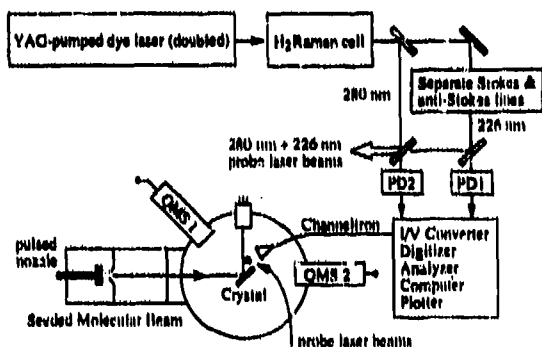 YAG-pumped dye laser (doubled)
H2 Raman cell
280 nm
Separate Stokes &
anti-Stokes lines
226 nm
280 nm + 226 nm
probe laser beams
PD2
PD1
QMS 1
Channeltron
I/V Converter
Digitizer
Analyzer
Computer
Plotter
pulsed
nozzle
QMS 2
Crystal
Seeded Molecular Beam
probe laser beams